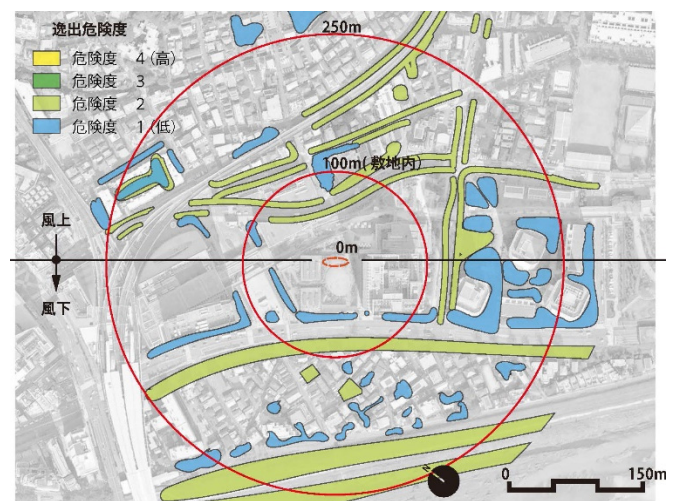 逸出危険度
危険度 4 (高)
危険度 3
危険度 2
危険度 1 (低)
250m
100m(敷地内)
0m
風上
風下
N
0 150m